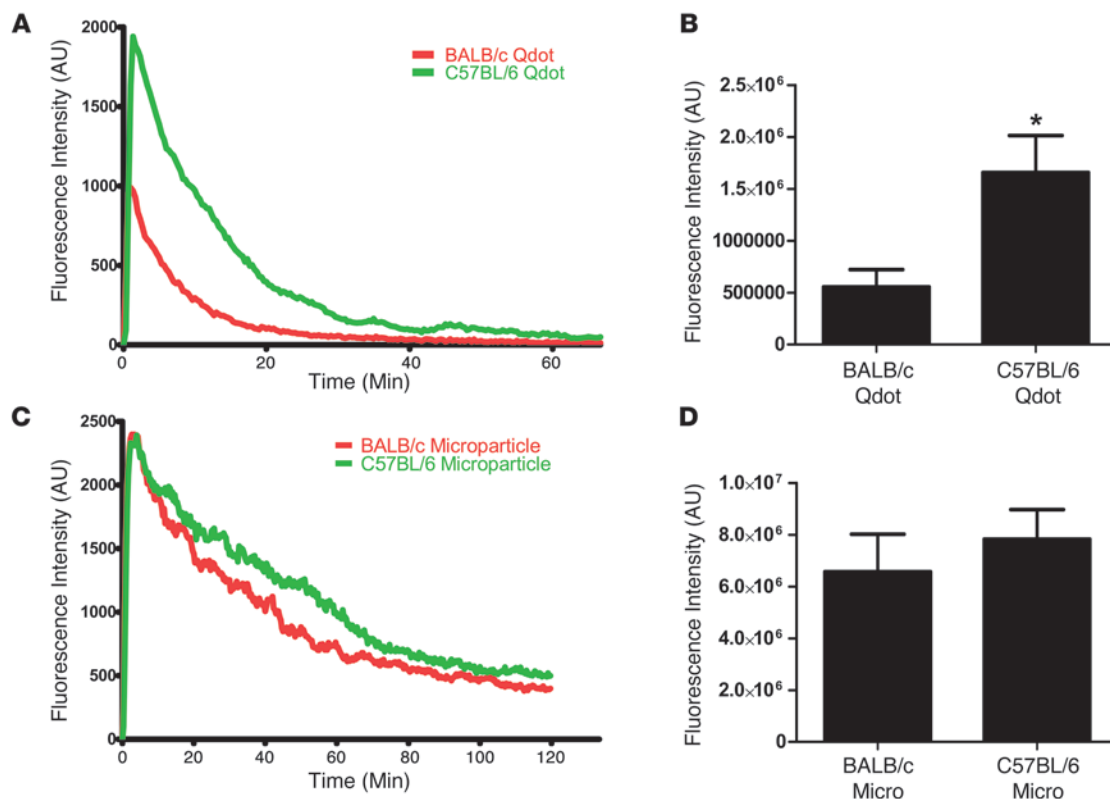 A
Fluorescence Intensity (AU)
2000
1500
1000
500
0
BALB/c Qdot
C57BL/6 Qdot
0 20 40 60
Time (Min)
B
Fluorescence Intensity (AU)
2.5×10⁶
2.0×10⁶
1.5×10⁶
1000000
500000
0
*
BALB/c C57BL/6
Qdot Qdot
C
Fluorescence Intensity (AU)
2500
2000
1500
1000
500
0
BALB/c Microparticle
C57BL/6 Microparticle
0 20 40 60 80 100 120
Time (Min)
D
Fluorescence Intensity (AU)
1.0×10⁷
8.0×10⁶
6.0×10⁶
4.0×10⁶
2.0×10⁶
0
BALB/c C57BL/6
Micro Micro